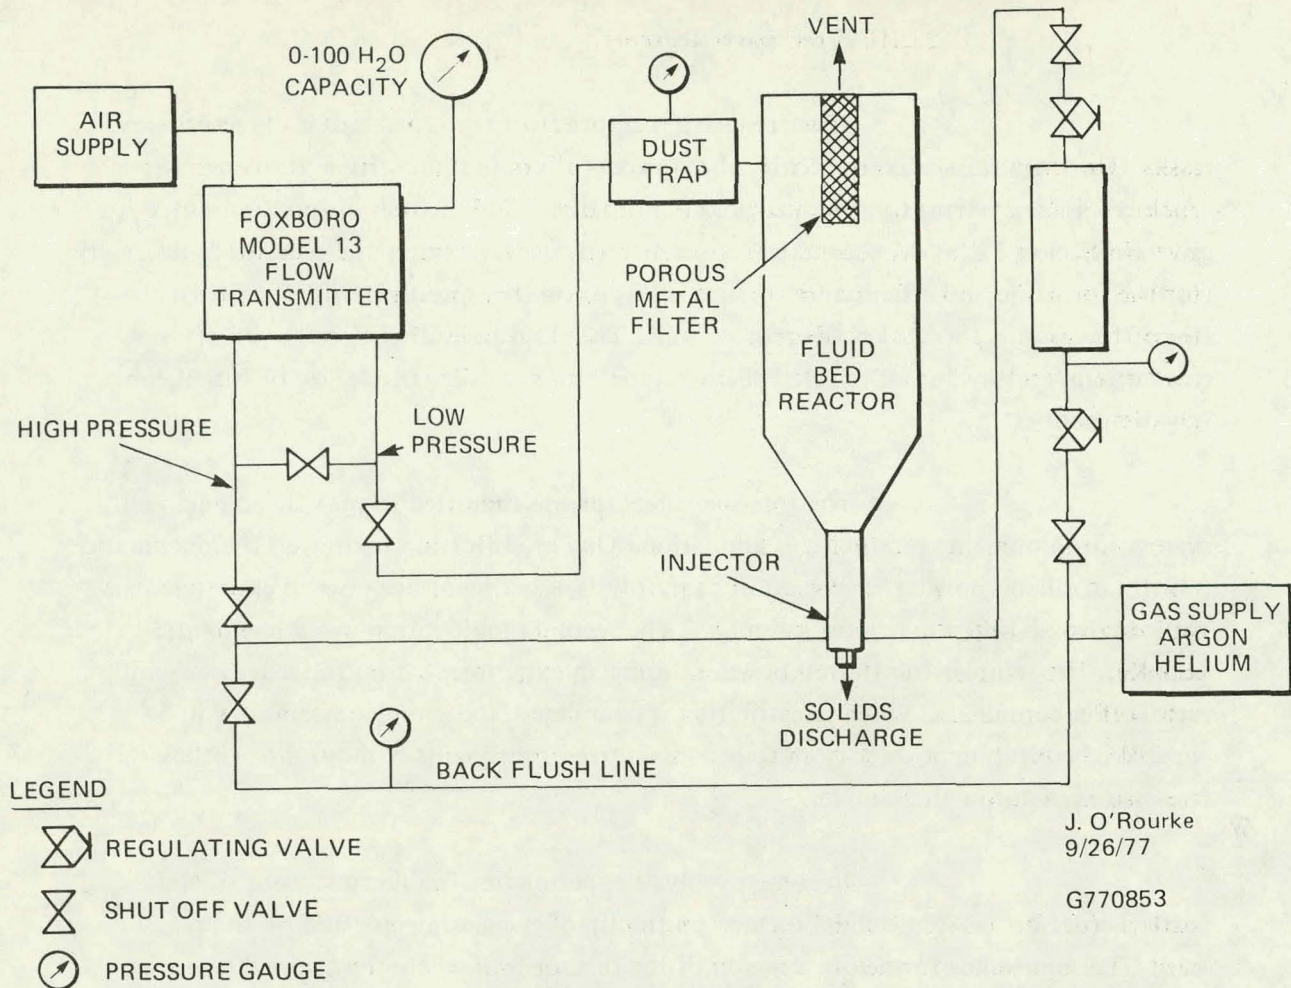 VENT
0-100 H₂O
CAPACITY
AIR
SUPPLY
DUST
TRAP
FOXBORO
MODEL 13
FLOW
TRANSMITTER
POROUS
METAL
FILTER
FLUID
BED
REACTOR
HIGH PRESSURE
LOW
PRESSURE
INJECTOR
GAS SUPPLY
ARGON
HELIUM
SOLIDS
DISCHARGE
BACK FLUSH LINE
LEGEND
REGULATING VALVE
SHUT OFF VALVE
PRESSURE GAUGE
J. O'Rourke
9/26/77
G770853